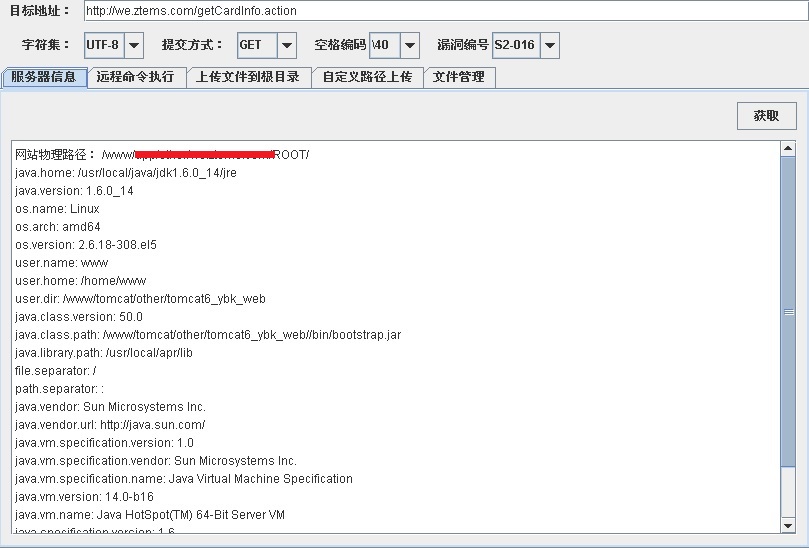 目标地址： http://we.ztems.com/getCardInfo.action
字符集： UTF-8 提交方式： GET 空格编码 \40 漏洞编号 S2-016
服务器信息 远程命令执行 上传文件到根目录 自定义路径上传 文件管理
获取
网站物理路径： /www/ ROOT/
java.home: /usr/local/java/jdk1.6.0_14/jre
java.version: 1.6.0_14
os.name: Linux
os.arch: amd64
os.version: 2.6.18-308.el5
user.name: www
user.home: /home/www
user.dir: /www/tomcat/other/tomcat6_ybk_web
java.class.version: 50.0
java.class.path: /www/tomcat/other/tomcat6_ybk_web//bin/bootstrap.jar
java.library.path: /usr/local/apr/lib
file.separator: /
path.separator: :
java.vendor: Sun Microsystems Inc.
java.vendor.url: http://java.sun.com/
java.vm.specification.version: 1.0
java.vm.specification.vendor: Sun Microsystems Inc.
java.vm.specification.name: Java Virtual Machine Specification
java.vm.version: 14.0-b16
java.vm.name: Java HotSpot(TM) 64-Bit Server VM
java.specification.version: 1.6